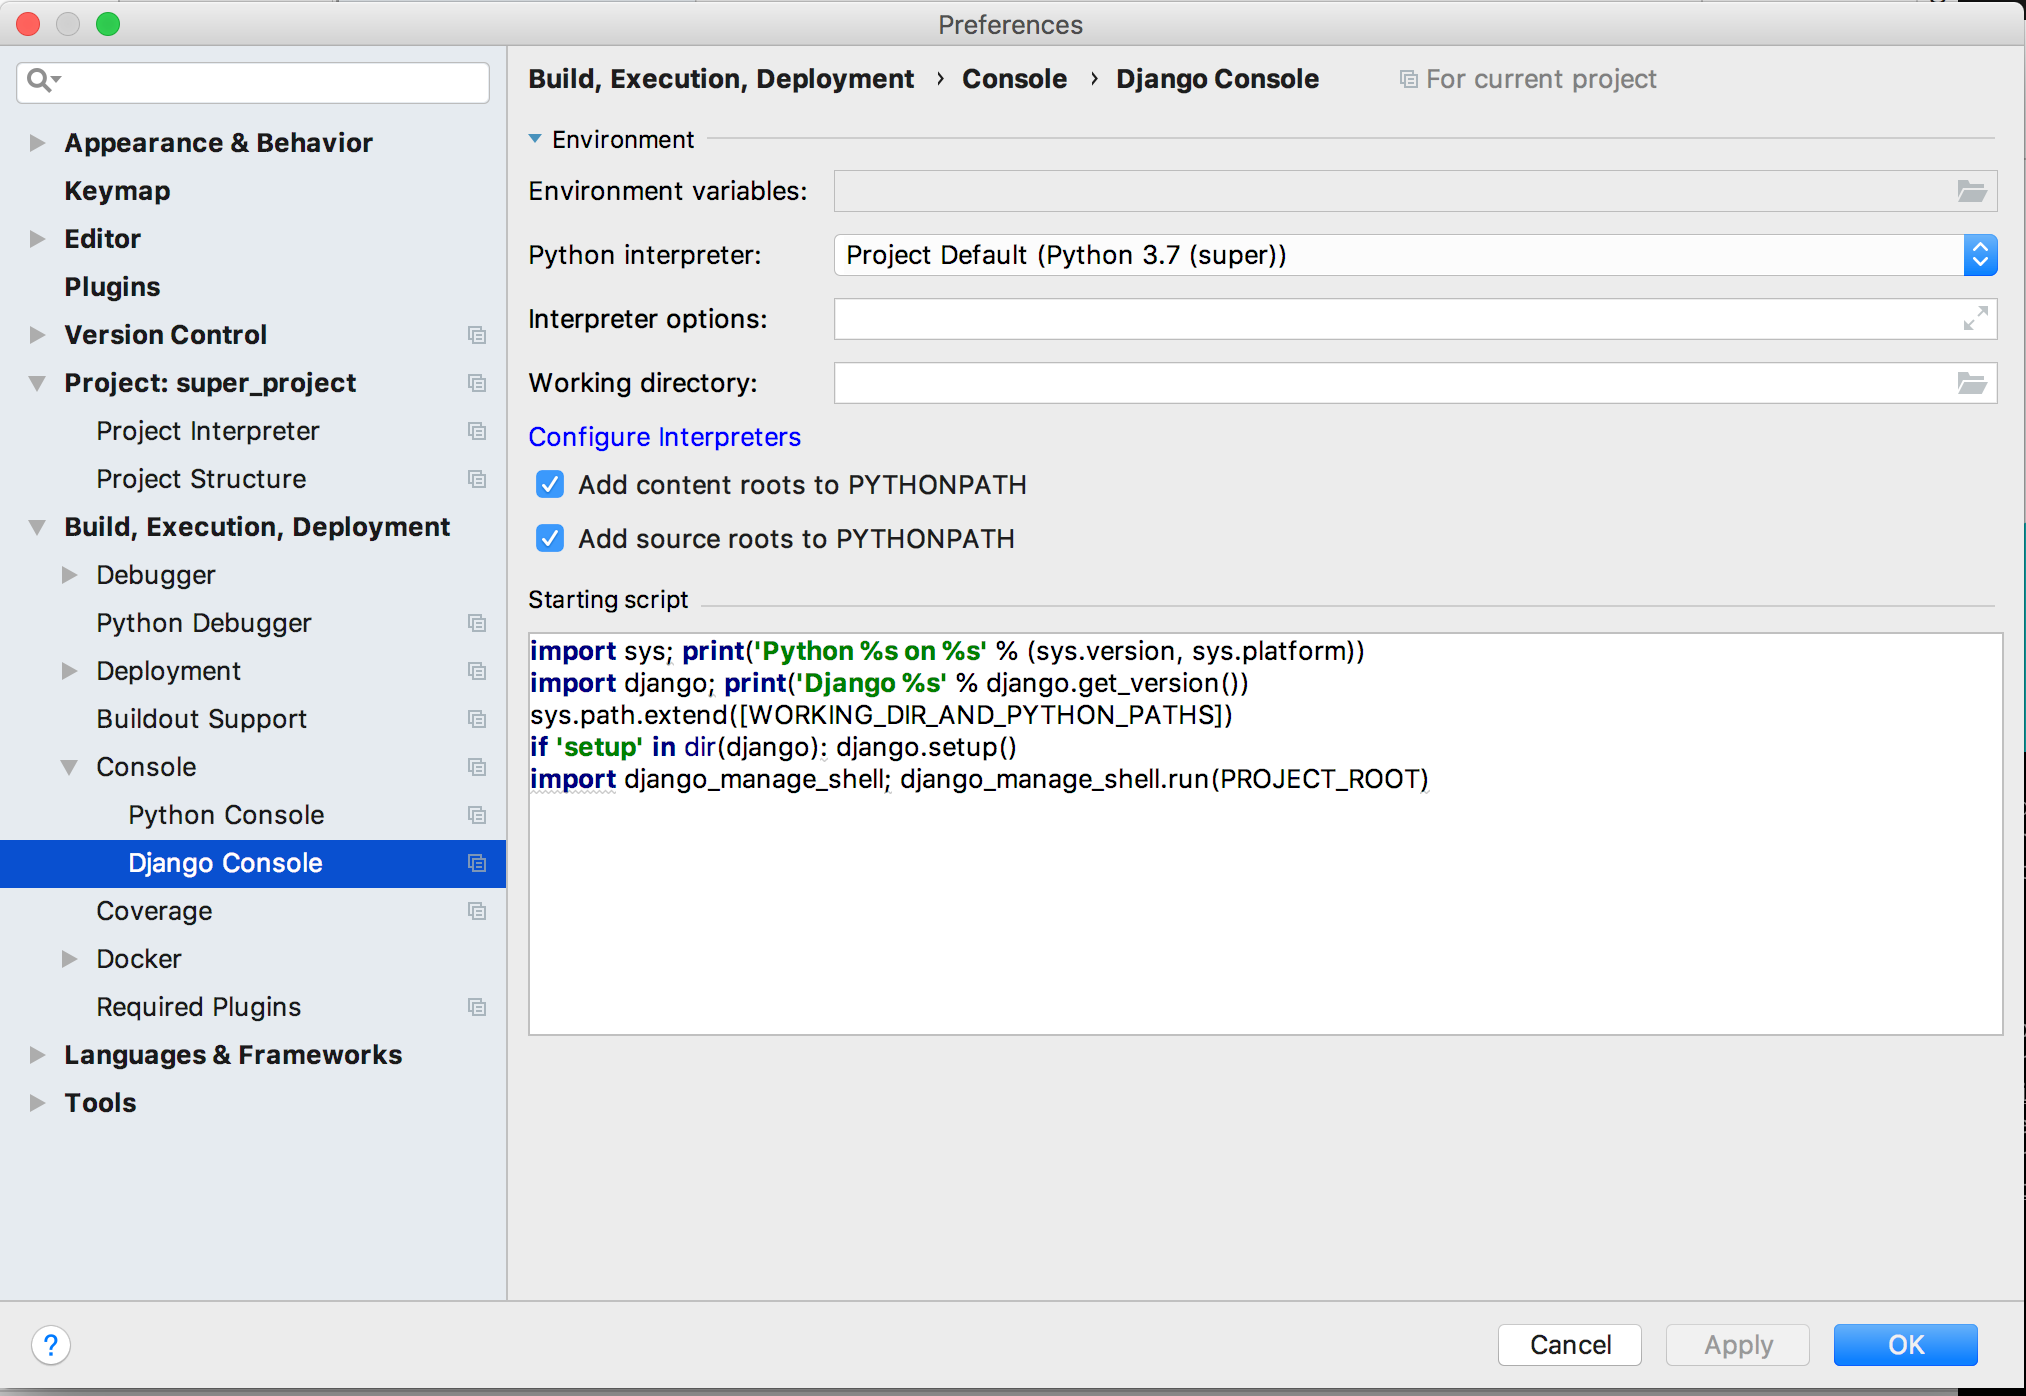 Preferences
Appearance & Behavior
Keymap
Editor
Plugins
Version Control
Project: super_project
Project Interpreter
Project Structure
Build, Execution, Deployment
Debugger
Python Debugger
Deployment
Buildout Support
Console
Python Console
Django Console
Coverage
Docker
Required Plugins
Languages & Frameworks
Tools
Build, Execution, Deployment › Console › Django Console For current project
Environment
Environment variables:
Python interpreter: Project Default (Python 3.7 (super))
Interpreter options:
Working directory:
Configure Interpreters
Add content roots to PYTHONPATH
Add source roots to PYTHONPATH
Starting script
import sys; print('Python %s on %s' % (sys.version, sys.platform))
import django; print('Django %s' % django.get_version())
sys.path.extend([WORKING_DIR_AND_PYTHON_PATHS])
if 'setup' in dir(django): django.setup()
import django_manage_shell; django_manage_shell.run(PROJECT_ROOT)
?
Cancel Apply OK